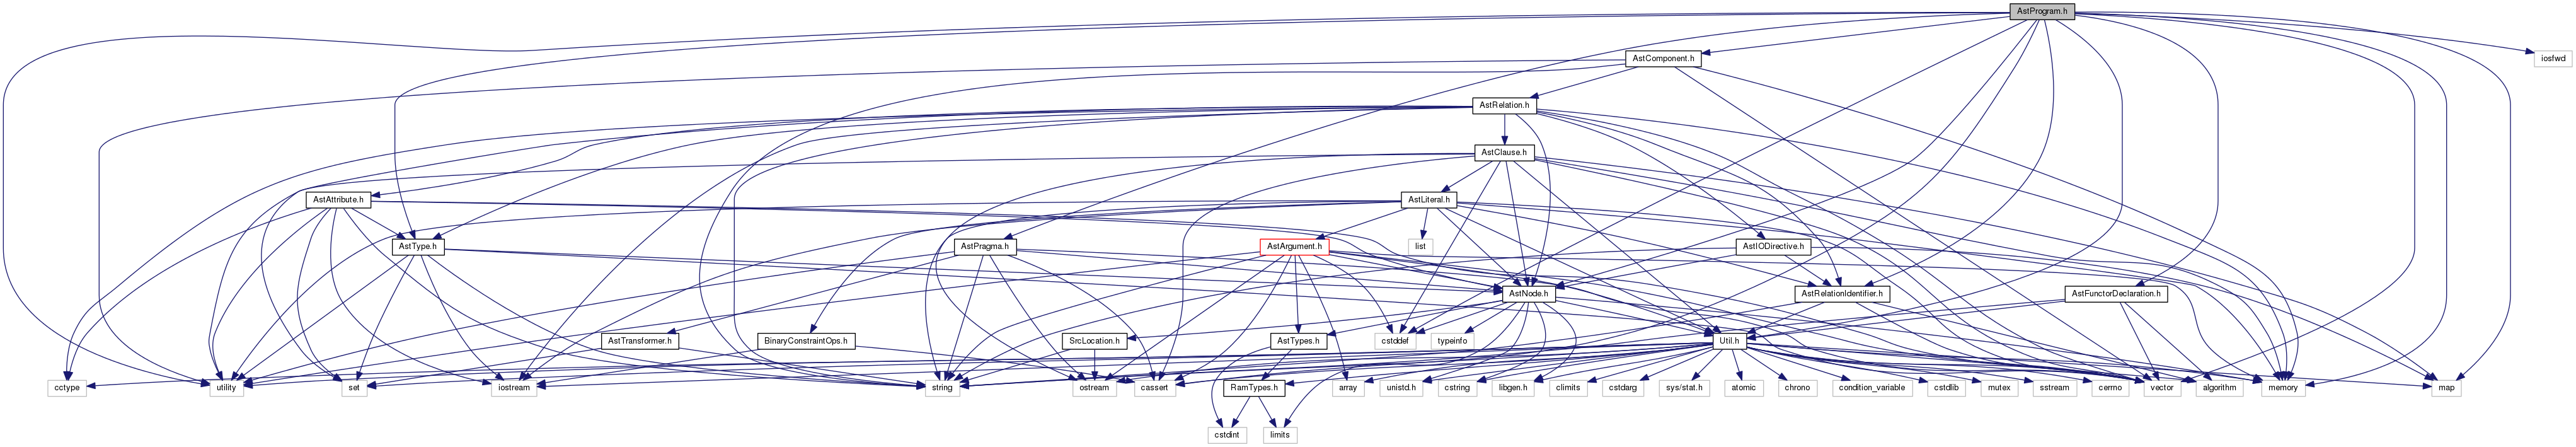 AstProgram.h
AstComponent.h
iosfwd
AstRelation.h
AstClause.h
AstAttribute.h
AstLiteral.h
AstType.h
AstPragma.h
AstArgument.h
list
AstIODirective.h
AstNode.h
AstRelationIdentifier.h
AstFunctorDeclaration.h
AstTransformer.h
BinaryConstraintOps.h
SrcLocation.h
AstTypes.h
cstddef
typeinfo
Util.h
cctype
utility
set
iostream
string
ostream
cassert
RamTypes.h
array
unistd.h
cstring
libgen.h
climits
cstdarg
sys/stat.h
atomic
chrono
condition_variable
cstdlib
mutex
sstream
cerrno
vector
algorithm
memory
map
cstdint
limits